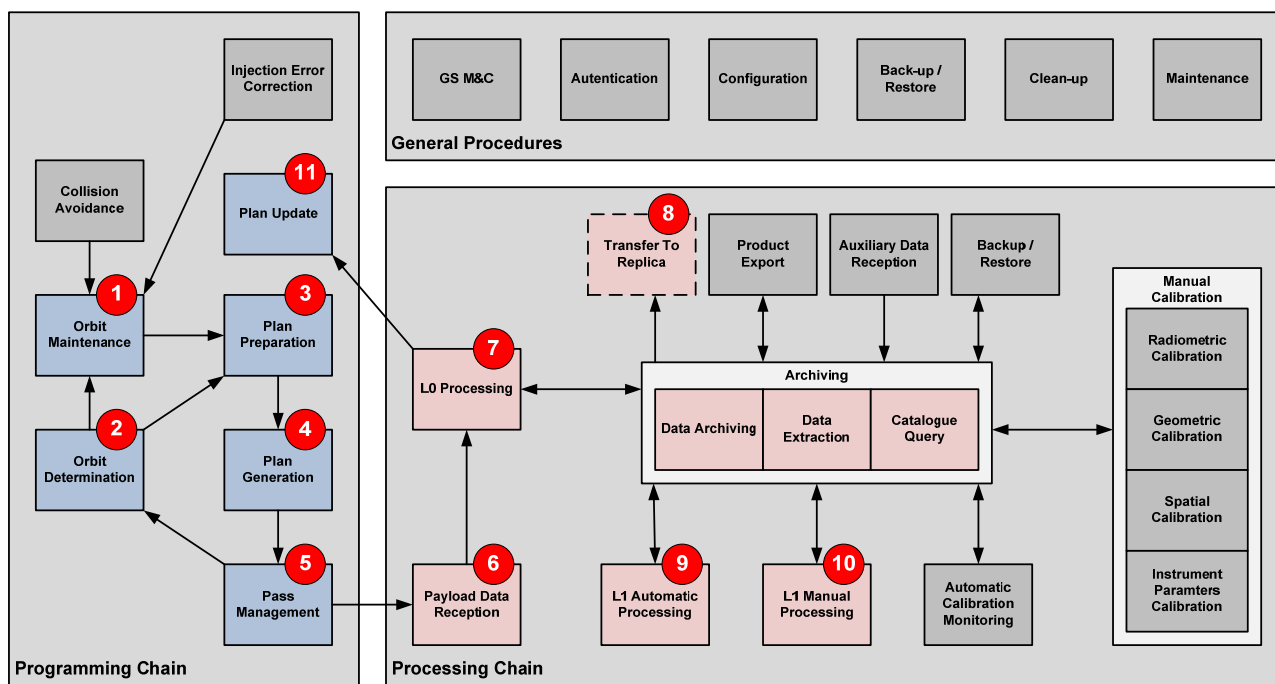 Injection Error
Correction
Collision
Avoidance
11
Plan Update
1
Orbit
Maintenance
3
Plan
Preparation
2
Orbit
Determination
4
Plan
Generation
5
Pass
Management
Programming Chain
GS M&C
Autentication
Configuration
Back-up /
Restore
Clean-up
Maintenance
General Procedures
8
Transfer To
Replica
Product
Export
Auxiliary Data
Reception
Backup /
Restore
7
L0 Processing
Archiving
Data Archiving
Data
Extraction
Catalogue
Query
Manual
Calibration
Radiometric
Calibration
Geometric
Calibration
Spatial
Calibration
Instrument
Paramters
Calibration
6
Payload Data
Reception
9
L1 Automatic
Processing
10
L1 Manual
Processing
Automatic
Calibration
Monitoring
Processing Chain